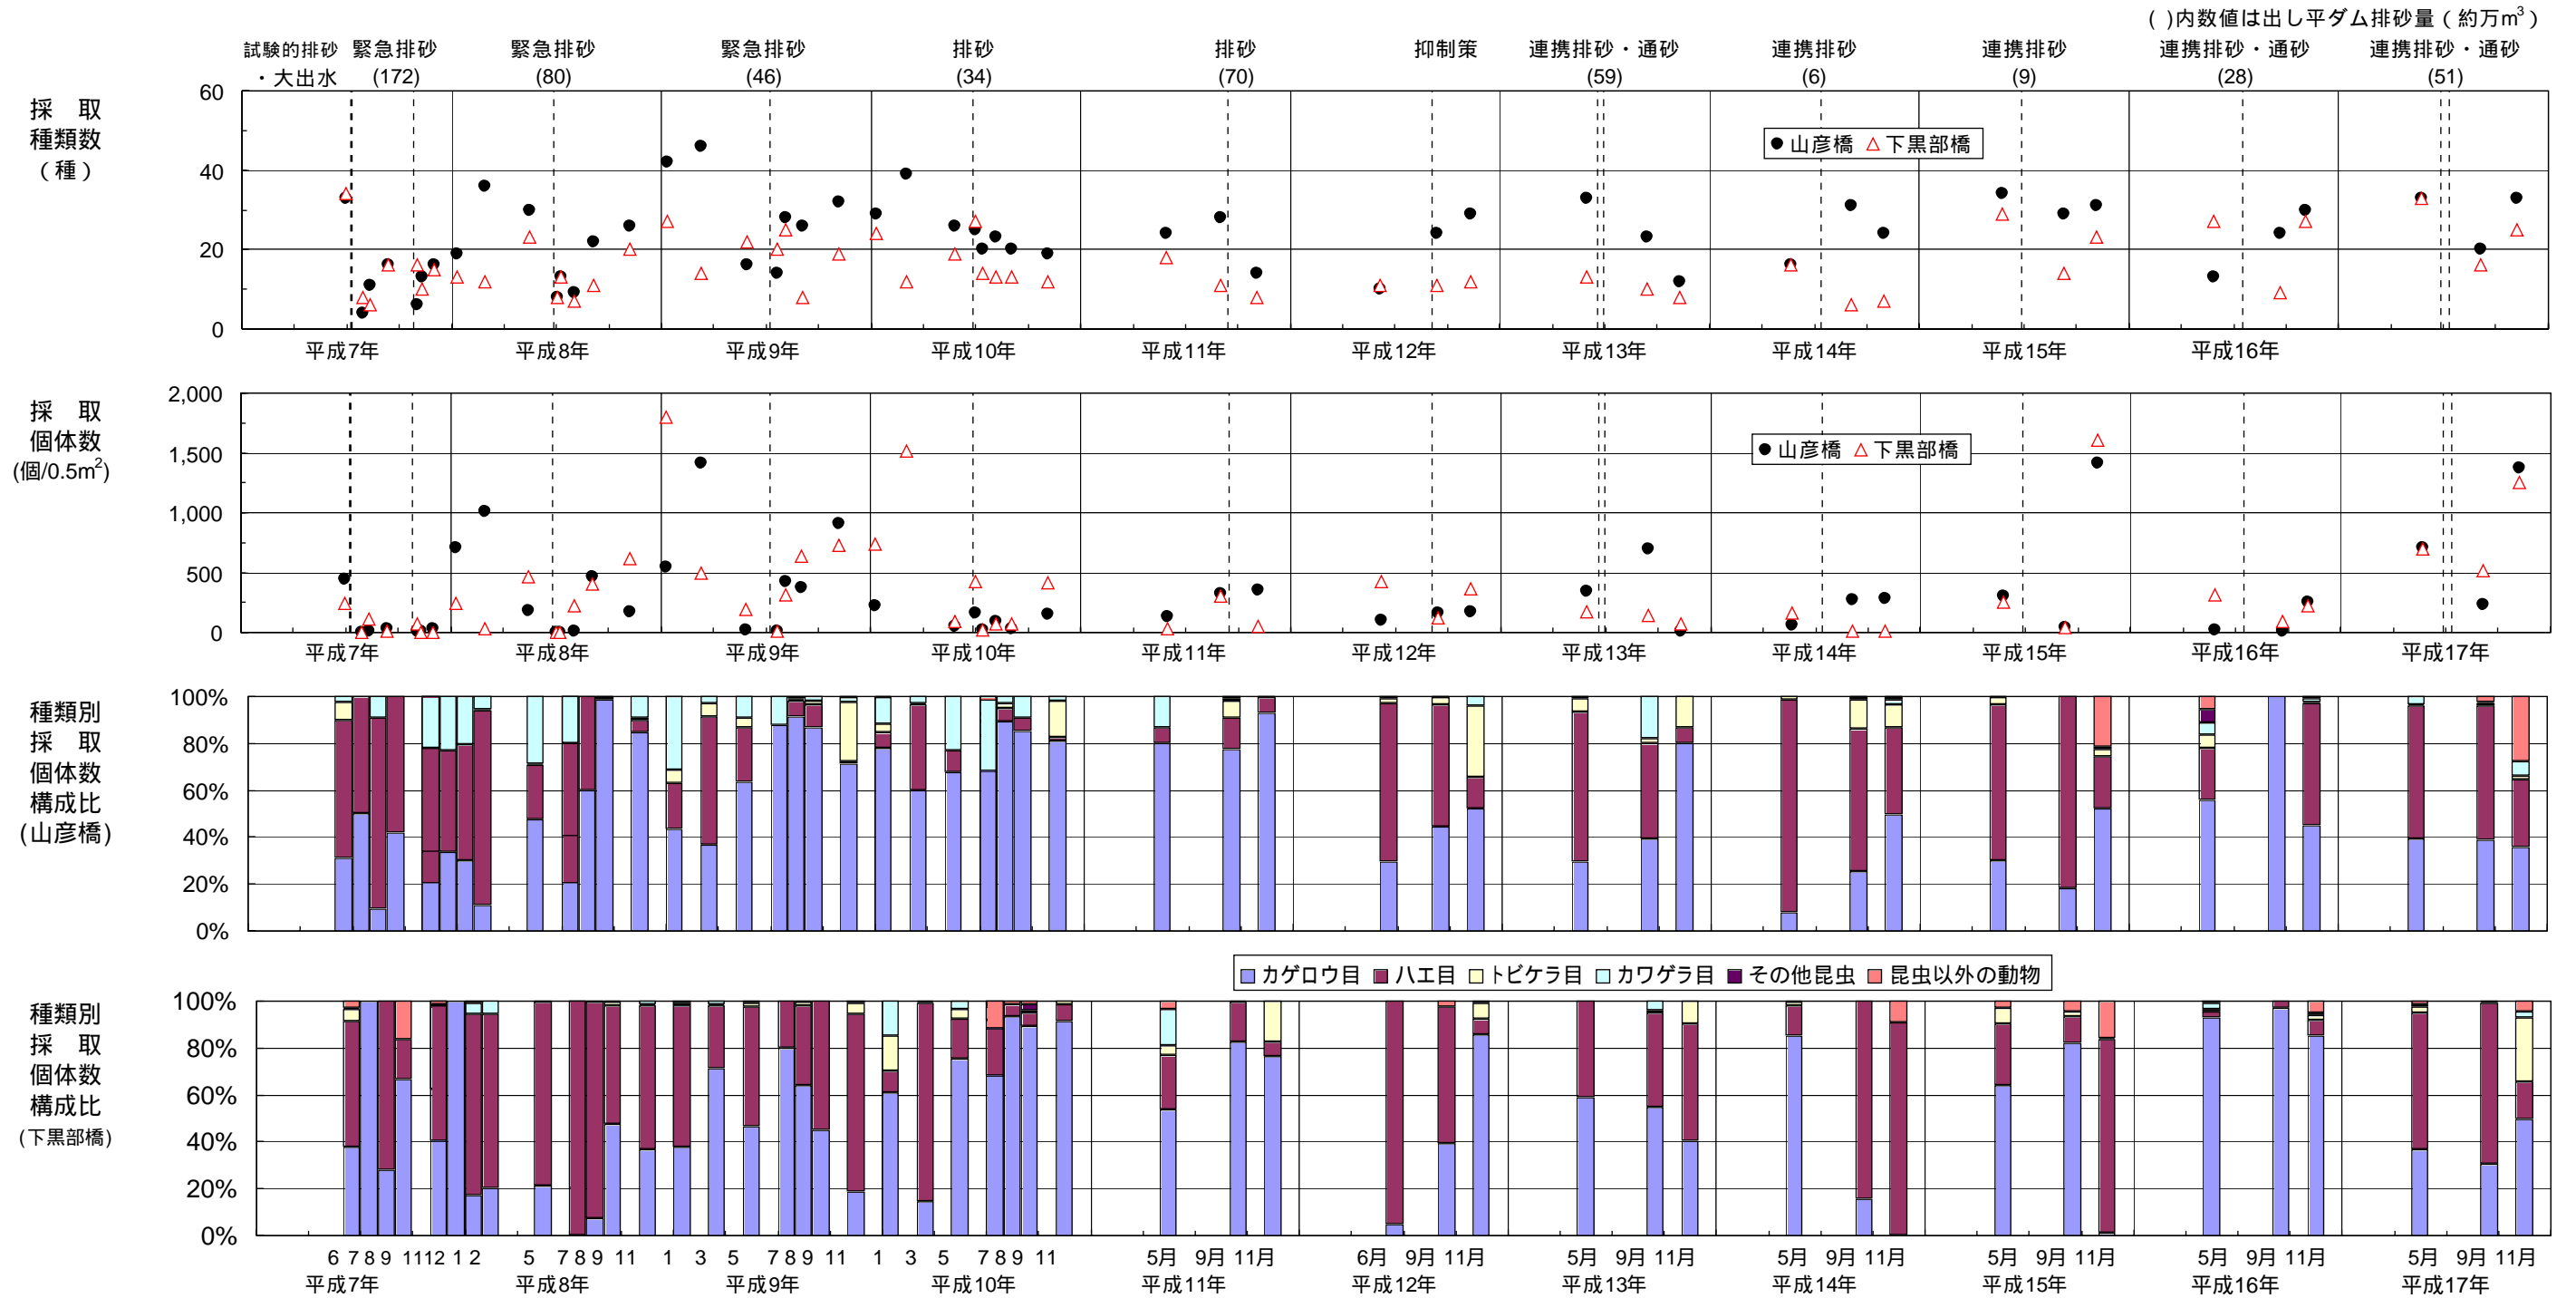 ( )内数値は出し平ダム排砂量（約万m³）
試験的排砂 緊急排砂 緊急排砂 緊急排砂 排砂 排砂 抑制策 連携排砂・通砂 連携排砂 連携排砂 連携排砂・通砂 連携排砂・通砂
・大出水 (172) (80) (46) (34) (70) (59) (6) (9) (28) (51)
採 取
種類数
（種）
60
40
20
0
山彦橋 下黒部橋
平成7年 平成8年 平成9年 平成10年 平成11年 平成12年 平成13年 平成14年 平成15年 平成16年
採 取
個体数
(個/0.5m²)
2,000
1,500
1,000
500
0
山彦橋 下黒部橋
平成7年 平成8年 平成9年 平成10年 平成11年 平成12年 平成13年 平成14年 平成15年 平成16年 平成17年
種類別
採 取
個体数
構成比
(山彦橋)
100%
80%
60%
40%
20%
0%
カゲロウ目 ハエ目 トビケラ目 カワゲラ目 その他昆虫 昆虫以外の動物
種類別
採 取
個体数
構成比
(下黒部橋)
100%
80%
60%
40%
20%
0%
6 7 8 9 11 12 1 2 5 7 8 9 11 1 3 5 7 8 9 11 1 3 5 7 8 9 11 5月 9月 11月 6月 9月 11月 5月 9月 11月 5月 9月 11月 5月 9月 11月 5月 9月 11月 5月 9月 11月
平成7年 平成8年 平成9年 平成10年 平成11年 平成12年 平成13年 平成14年 平成15年 平成16年 平成17年